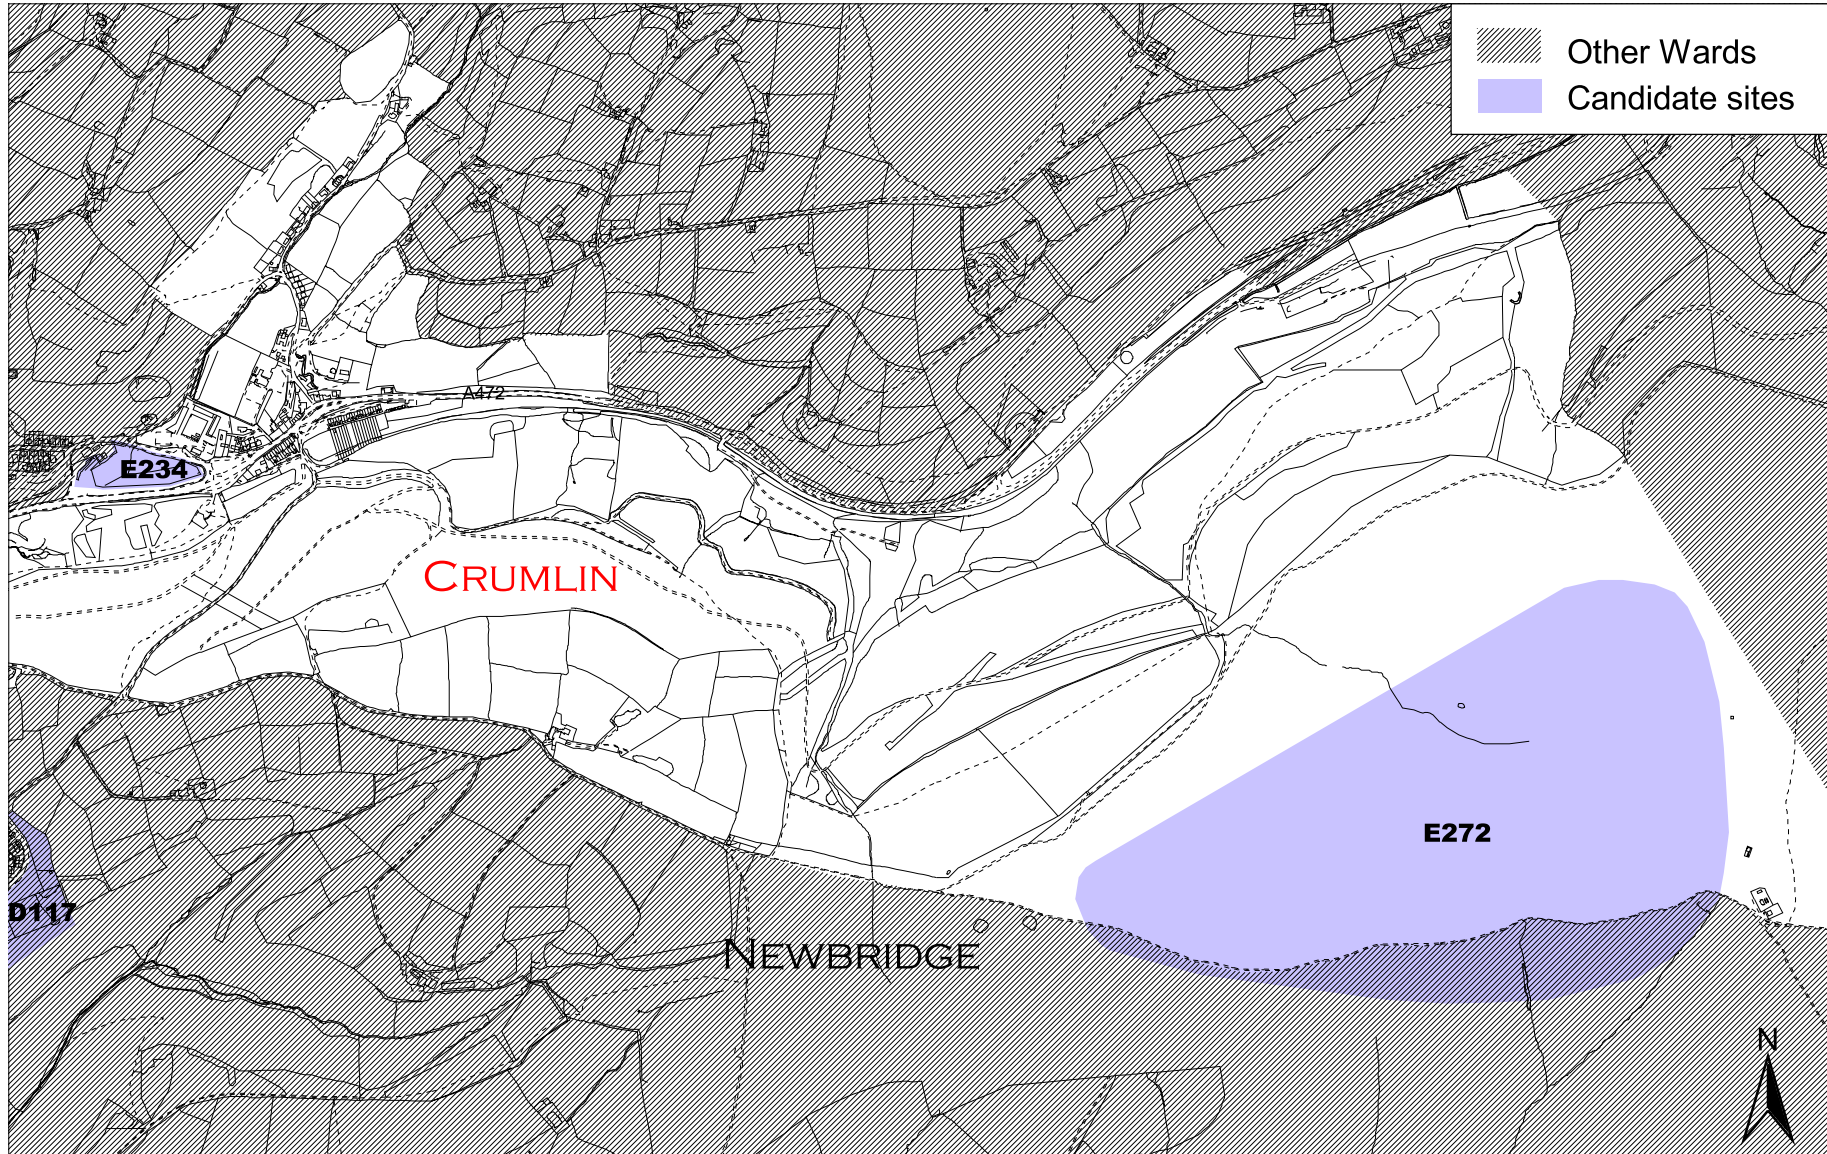 Other Wards
Candidate sites
A472
E234
CRUMLIN
E272
D117
NEWBRIDGE
N